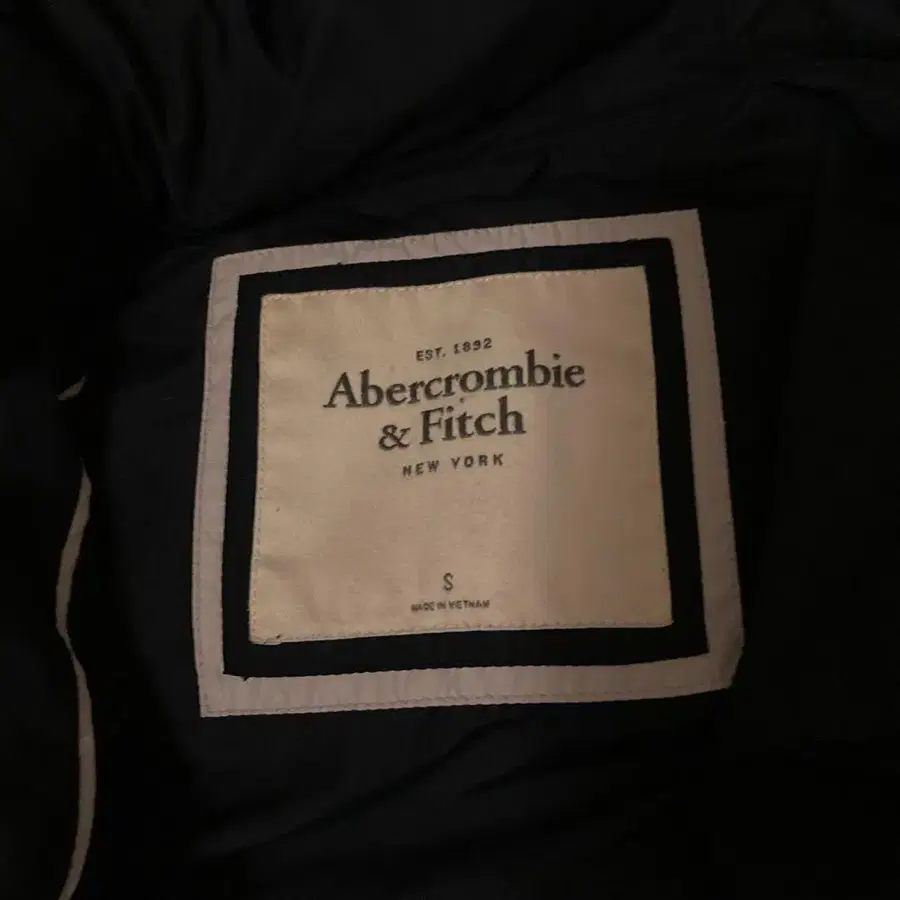 EST. 1892
Abercrombie
& Fitch
NEW YORK
S
MADE IN VIETNAM